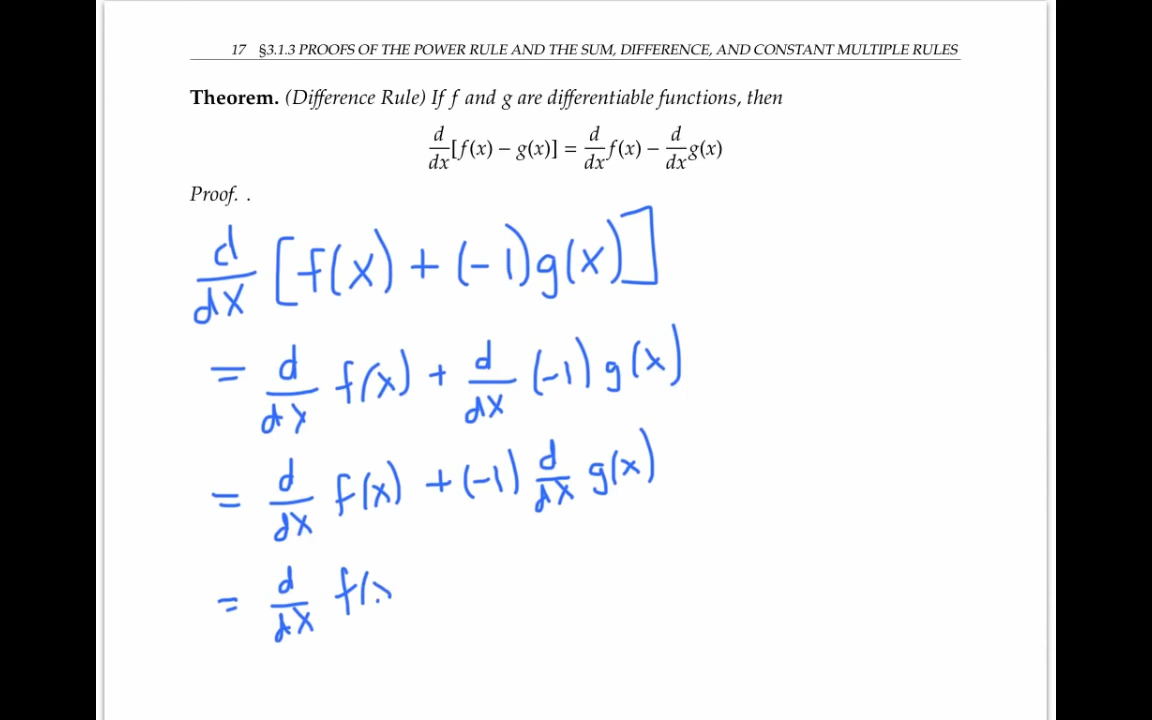 17 §3.1.3 PROOFS OF THE POWER RULE AND THE SUM, DIFFERENCE, AND CONSTANT MULTIPLE RULES
Theorem. (Difference Rule) If f and g are differentiable functions, then
d/dx[f(x) − g(x)] = d/dx f(x) − d/dx g(x)
Proof. .
d/dx [f(x) + (-1)g(x)]
= d/dx f(x) + d/dx (-1) g(x)
= d/dx f(x) + (-1) d/dx g(x)
= d/dx f(x